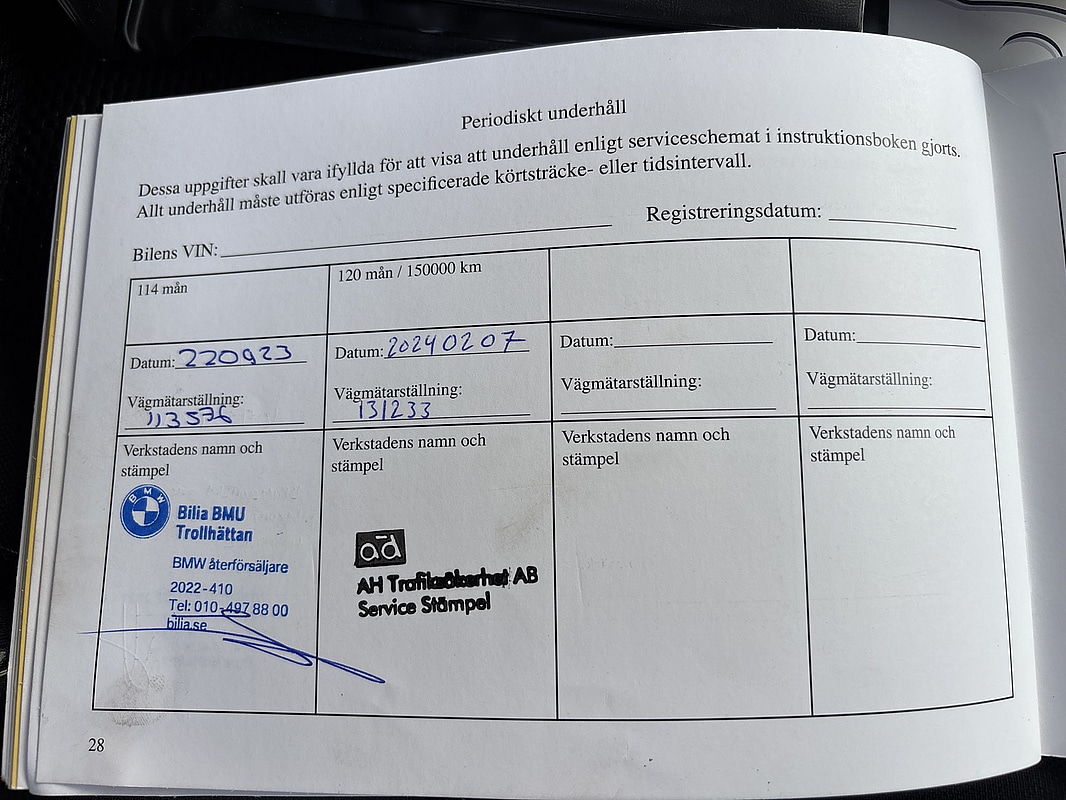 Periodiskt underhåll
Dessa uppgifter skall vara ifyllda för att visa att underhåll enligt serviceschemat i instruktionsboken gjorts.
Allt underhåll måste utföras enligt specificerade körtsträcke- eller tidsintervall.
Bilens VIN: Registreringsdatum:
114 mån
120 mån / 150000 km
Datum: 220923
Datum: 20240207
Datum:
Datum:
Vägmätarställning:
113576
Vägmätarställning:
131233
Vägmätarställning:
Vägmätarställning:
Verkstadens namn och
stämpel
BMW
Bilia BMU
Trollhättan
BMW återförsäljare
2022-410
Tel: 010-497 88 00
bilia.se
Verkstadens namn och
stämpel
ad
AH Trafiksäkerhet AB
Service Stämpel
Verkstadens namn och
stämpel
Verkstadens namn och
stämpel
28